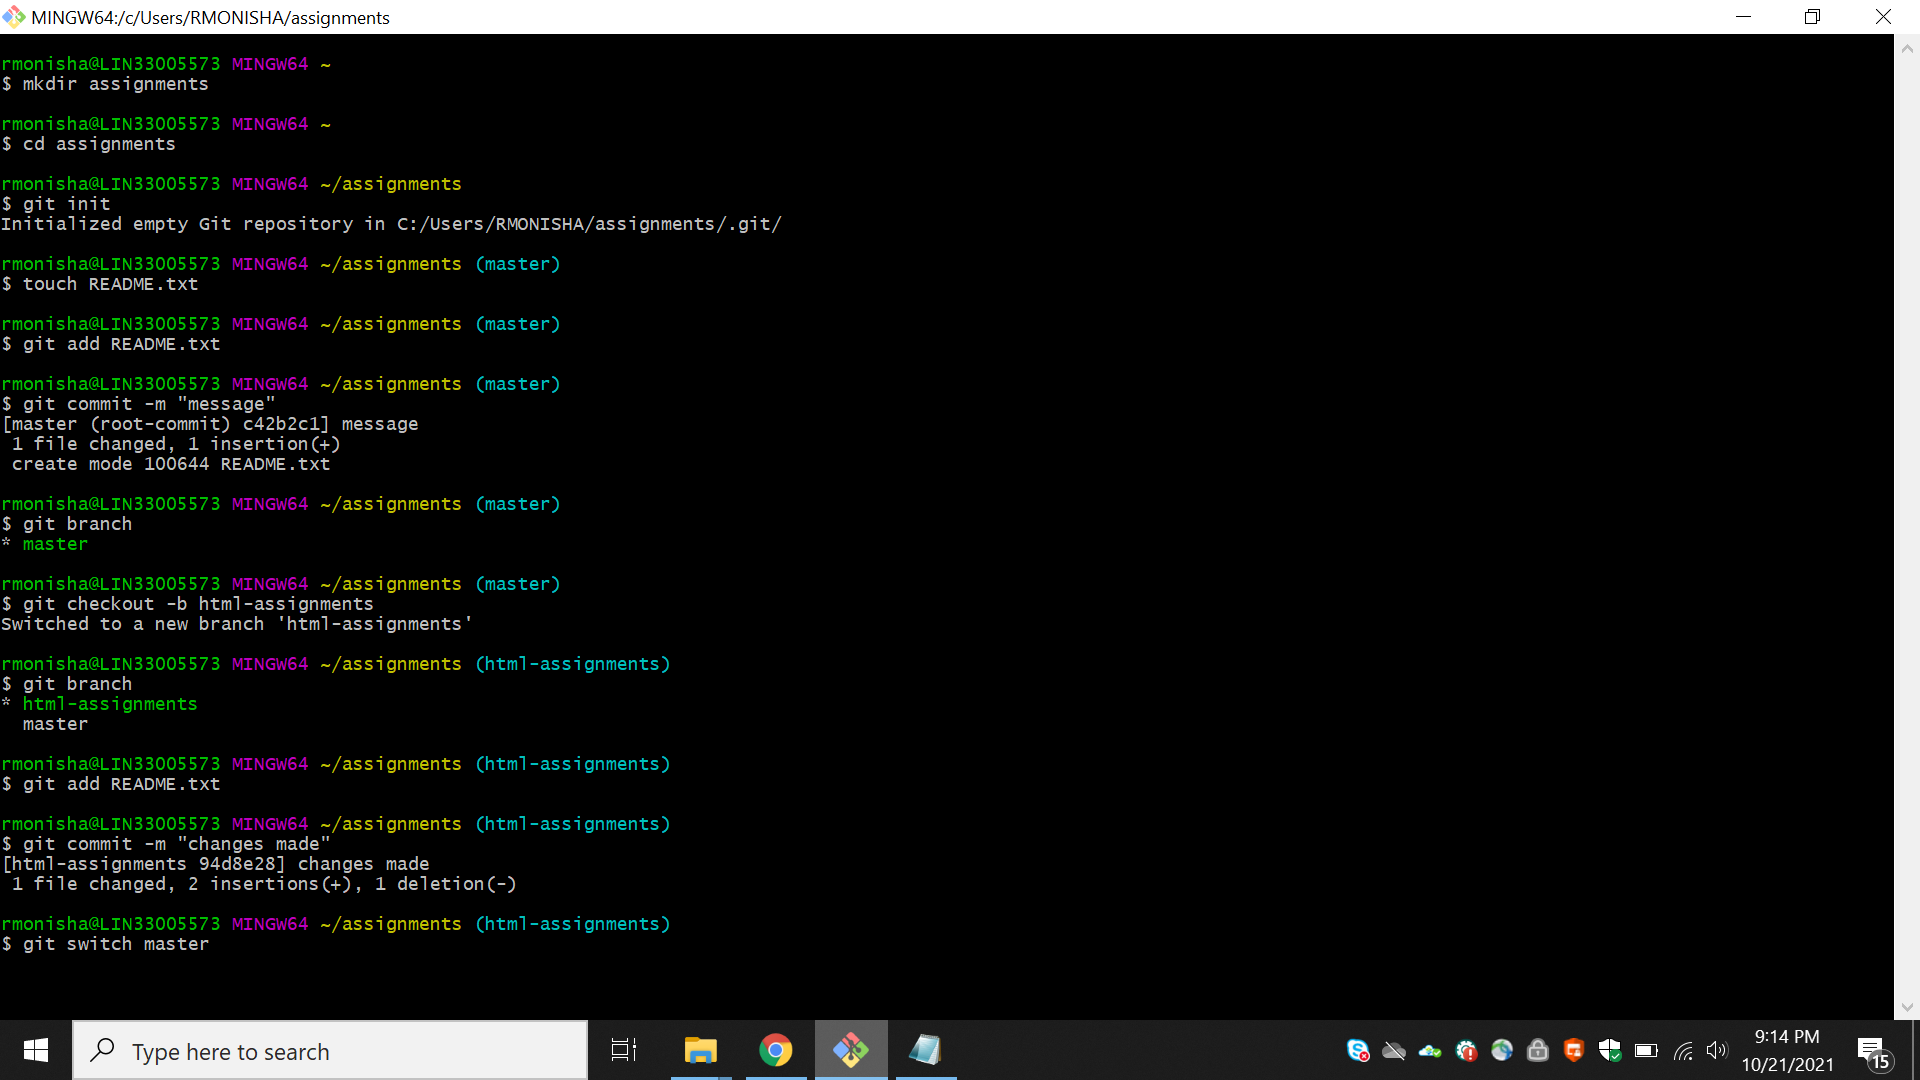 MINGW64:/c/Users/RMONISHA/assignments
rmonisha@LIN33005573 MINGW64 ~
$ mkdir assignments
rmonisha@LIN33005573 MINGW64 ~
$ cd assignments
rmonisha@LIN33005573 MINGW64 ~/assignments
$ git init
Initialized empty Git repository in C:/Users/RMONISHA/assignments/.git/
rmonisha@LIN33005573 MINGW64 ~/assignments (master)
$ touch README.txt
rmonisha@LIN33005573 MINGW64 ~/assignments (master)
$ git add README.txt
rmonisha@LIN33005573 MINGW64 ~/assignments (master)
$ git commit -m "message"
[master (root-commit) c42b2c1] message
 1 file changed, 1 insertion(+)
 create mode 100644 README.txt
rmonisha@LIN33005573 MINGW64 ~/assignments (master)
$ git branch
* master
rmonisha@LIN33005573 MINGW64 ~/assignments (master)
$ git checkout -b html-assignments
Switched to a new branch 'html-assignments'
rmonisha@LIN33005573 MINGW64 ~/assignments (html-assignments)
$ git branch
* html-assignments
  master
rmonisha@LIN33005573 MINGW64 ~/assignments (html-assignments)
$ git add README.txt
rmonisha@LIN33005573 MINGW64 ~/assignments (html-assignments)
$ git commit -m "changes made"
[html-assignments 94d8e28] changes made
 1 file changed, 2 insertions(+), 1 deletion(-)
rmonisha@LIN33005573 MINGW64 ~/assignments (html-assignments)
$ git switch master
Type here to search
9:14 PM
10/21/2021
15